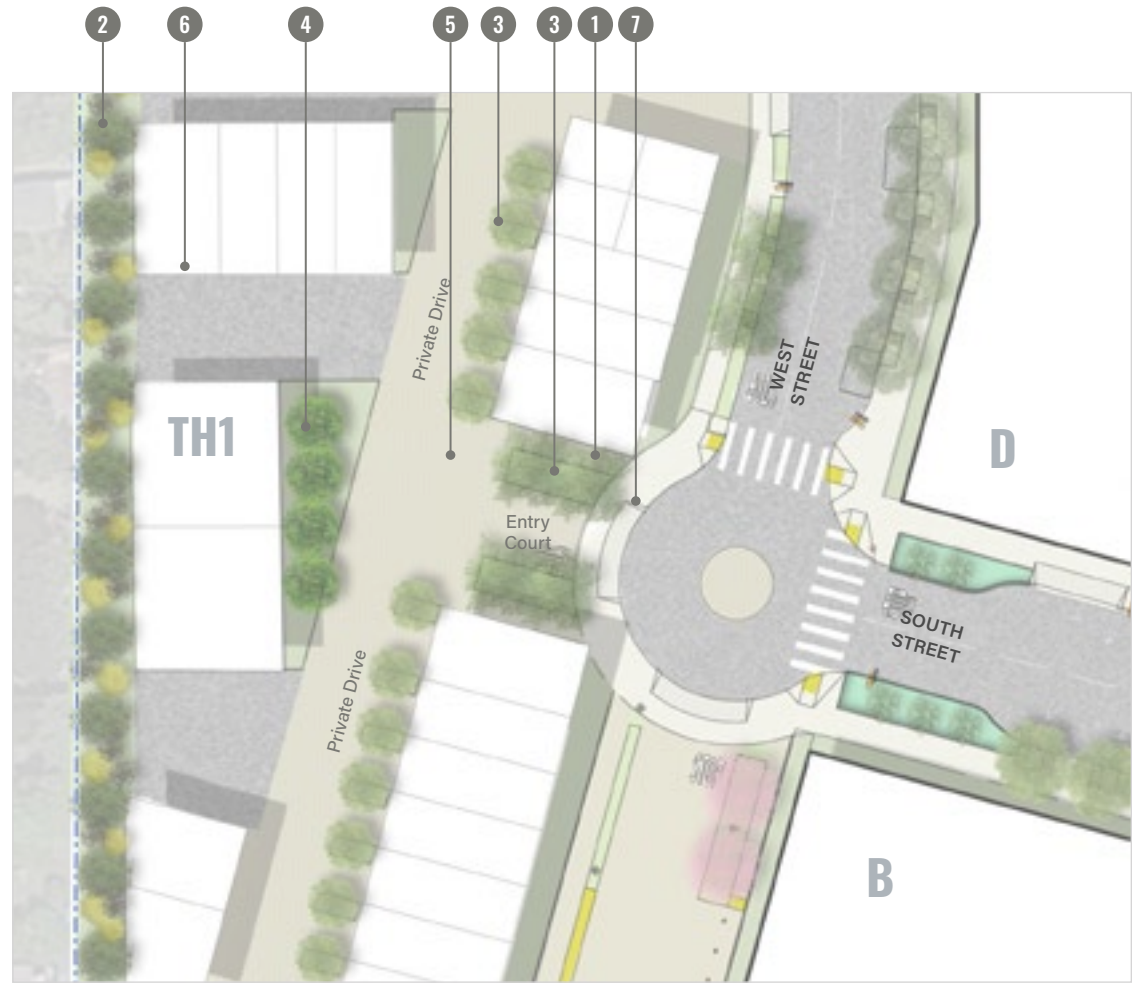 2 6 4 5 3 3 1 7
Private Drive
WEST
STREET
TH1
D
Entry
Court
SOUTH
STREET
Private Drive
B